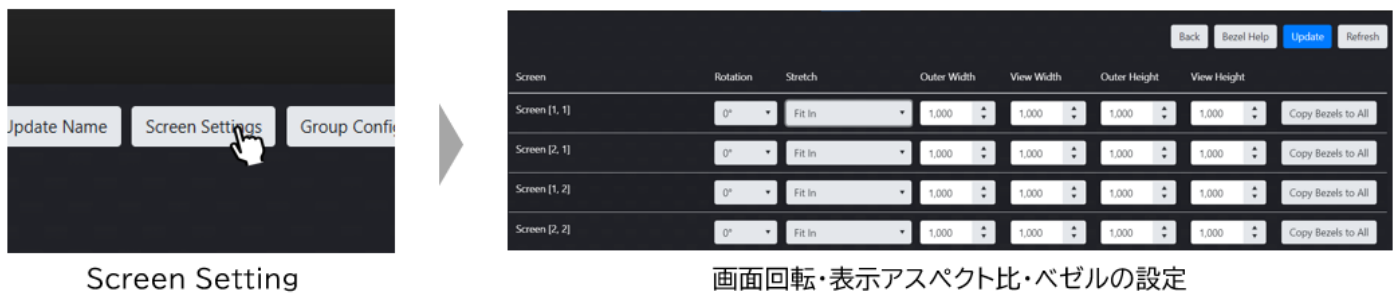 Update Name Screen Settings Group Confi
Screen Setting
Back Bezel Help Update Refresh
Screen Rotation Stretch Outer Width View Width Outer Height View Height
Screen [1, 1] 0° Fit In 1,000 1,000 1,000 1,000 Copy Bezels to All
Screen [2, 1] 0° Fit In 1,000 1,000 1,000 1,000 Copy Bezels to All
Screen [1, 2] 0° Fit In 1,000 1,000 1,000 1,000 Copy Bezels to All
Screen [2, 2] 0° Fit In 1,000 1,000 1,000 1,000 Copy Bezels to All
画面回転・表示アスペクト比・ベゼルの設定